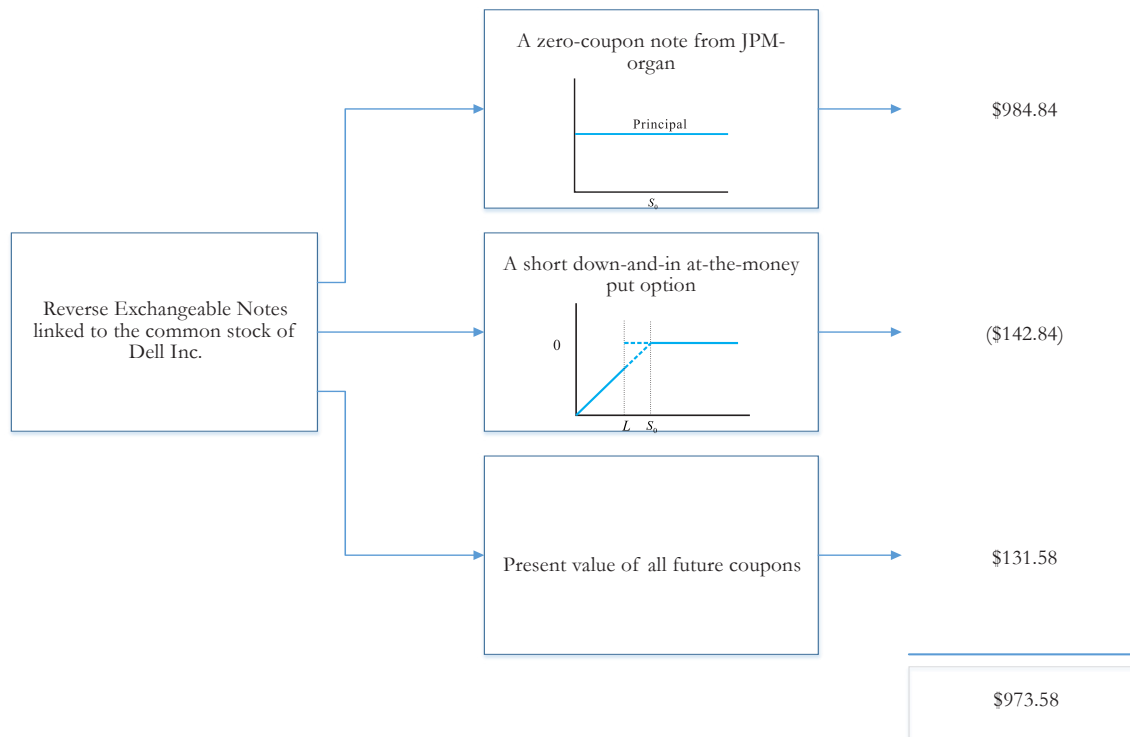 A zero-coupon note from JPM-
organ
Principal
S₀
$984.84
Reverse Exchangeable Notes
linked to the common stock of
Dell Inc.
A short down-and-in at-the-money
put option
0
L S₀
($142.84)
Present value of all future coupons
$131.58
$973.58